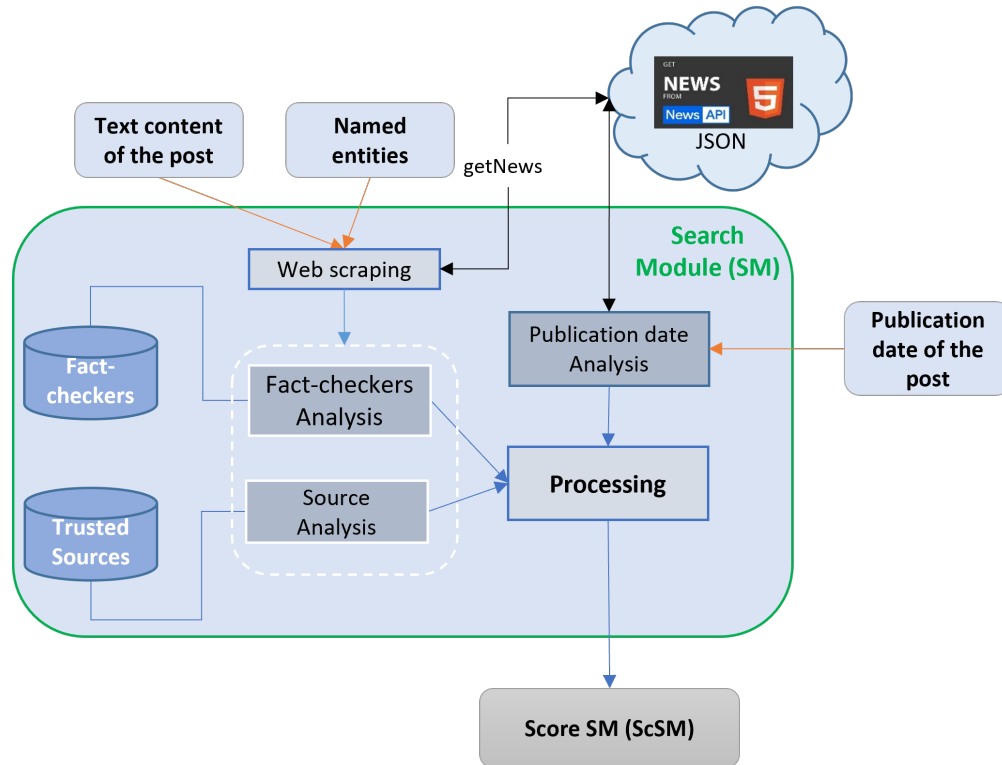 GET
NEWS
FROM
News API
JSON
Text content
of the post
Named
entities
getNews
Search
Module (SM)
Web scraping
Publication date
Analysis
Publication
date of the
post
Fact-
checkers
Fact-checkers
Analysis
Processing
Source
Analysis
Trusted
Sources
Score SM (ScSM)